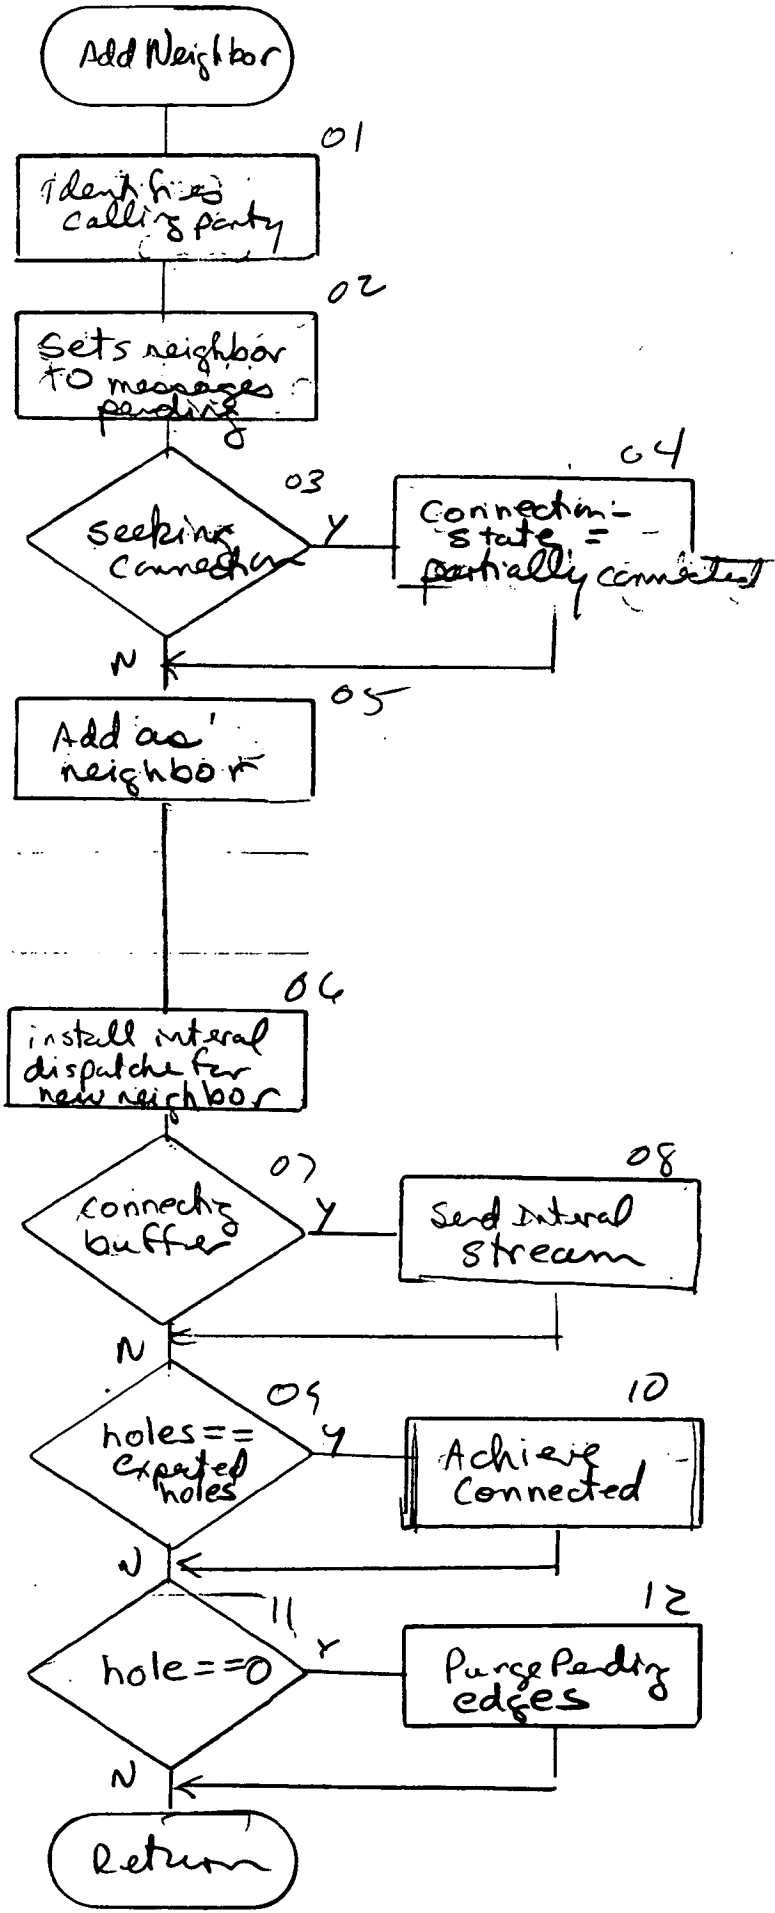 Add Neighbor
01
identifies
calling party
02
Sets neighbor
to messages
pending
03
seeking
connection
Y
04
Connection-
state =
partially connected
N
05
Add as
neighbor
06
install interal
dispatche for
new neighbor
07
connectig
buffer
Y
08
Send Interal
stream
N
09
holes==
expected
holes
Y
10
Achieve
Connected
N
11
hole==0
Y
12
Purge Pending
edges
N
Return